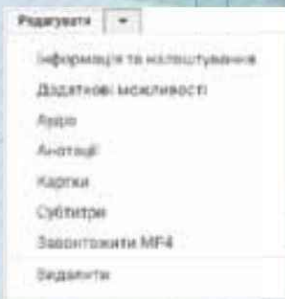 Редагувати
Інформація та налаштування
Додаткові можливості
Аудіо
Анотації
Картки
Субтитри
Завантажити MP4
Видалити